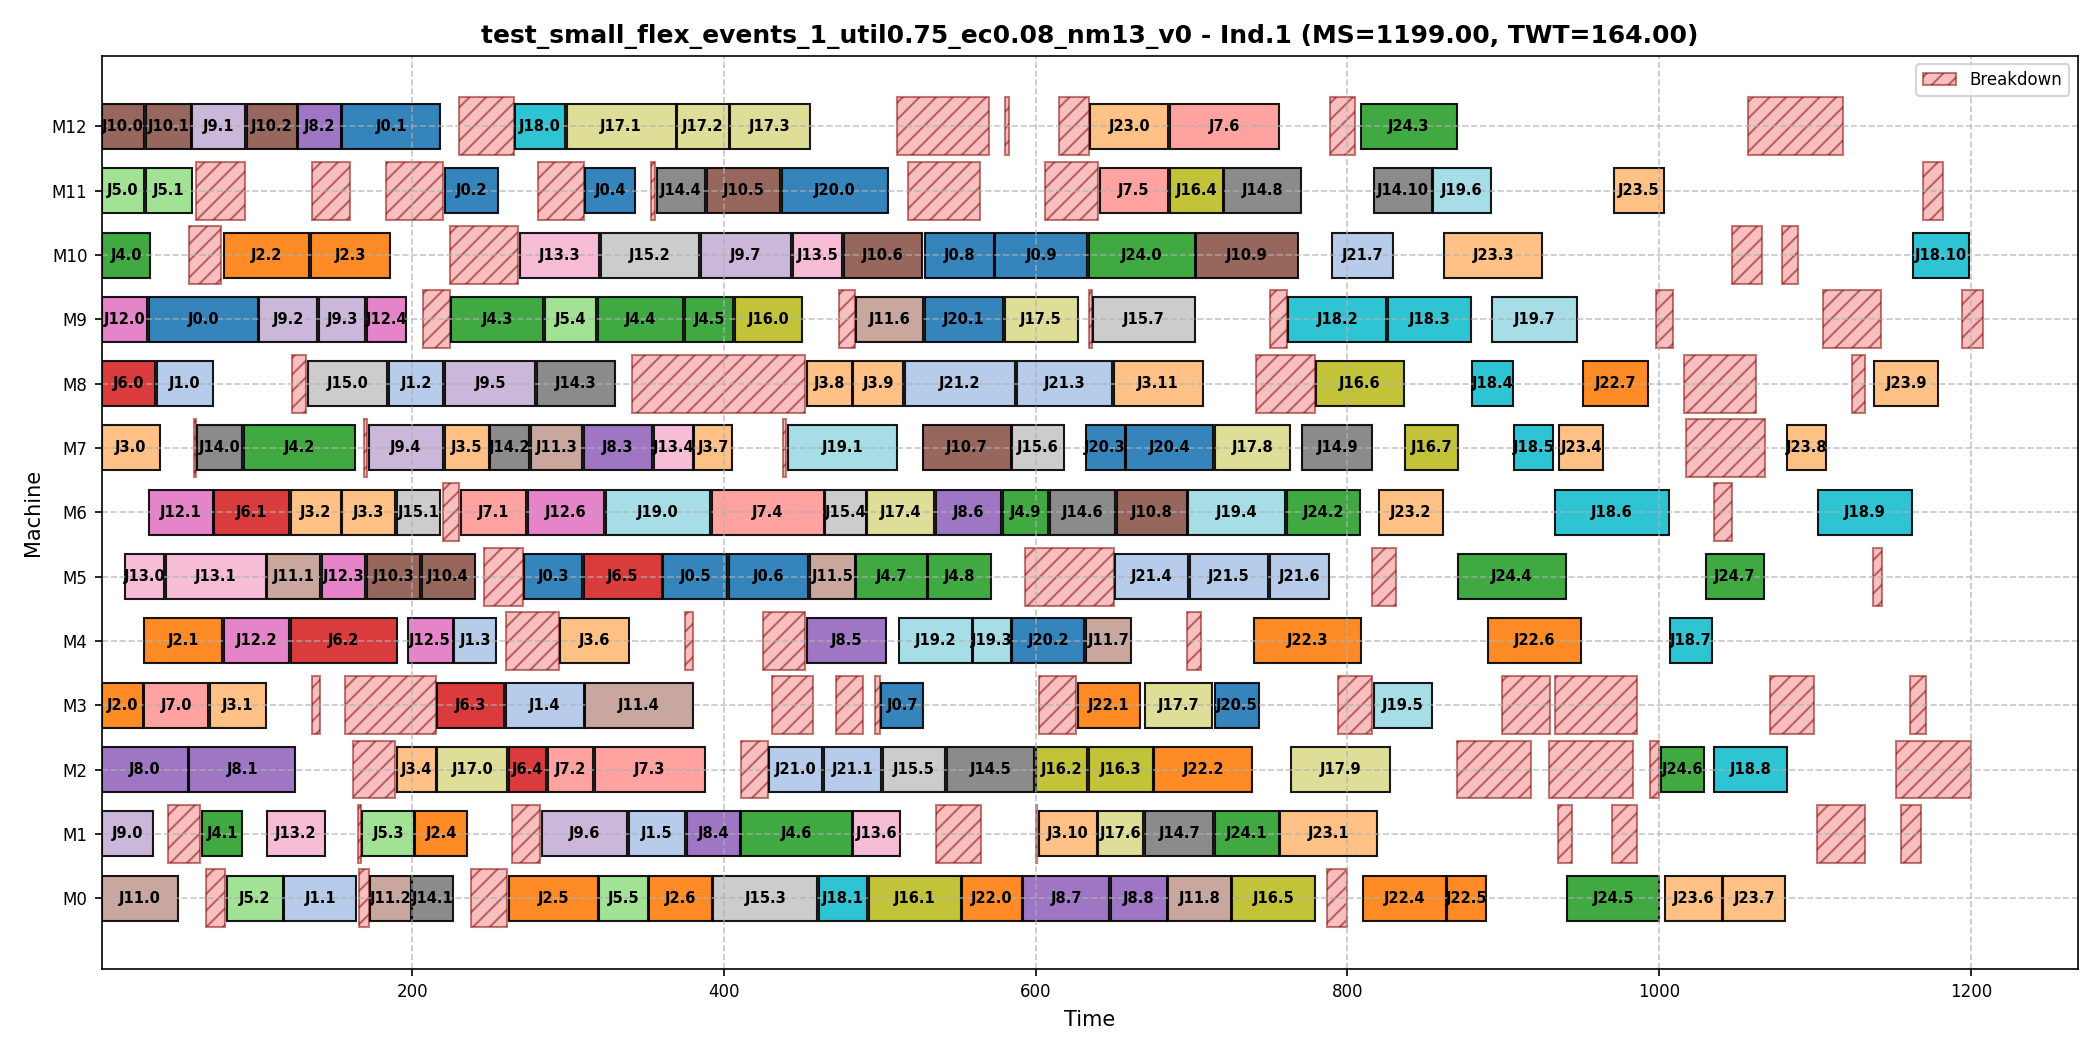 test_small_flex_events_1_util0.75_ec0.08_nm13_v0 - Ind.1 (MS=1199.00, TWT=164.00)
Breakdown
M12 J10.0 J10.1 J9.1 J10.2 J8.2 J0.1 J18.0 J17.1 J17.2 J17.3 J23.0 J7.6 J24.3
M11 J5.0 J5.1 J0.2 J0.4 J14.4 J10.5 J20.0 J7.5 J16.4 J14.8 J14.10 J19.6 J23.5
M10 J4.0 J2.2 J2.3 J13.3 J15.2 J9.7 J13.5 J10.6 J0.8 J0.9 J24.0 J10.9 J21.7 J23.3 J18.10
M9 J12.0 J0.0 J9.2 J9.3 J12.4 J4.3 J5.4 J4.4 J4.5 J16.0 J11.6 J20.1 J17.5 J15.7 J18.2 J18.3 J19.7
M8 J6.0 J1.0 J15.0 J1.2 J9.5 J14.3 J3.8 J3.9 J21.2 J21.3 J3.11 J16.6 J18.4 J22.7 J23.9
M7 J3.0 J14.0 J4.2 J9.4 J3.5 J14.2 J11.3 J8.3 J13.4 J3.7 J19.1 J10.7 J15.6 J20.3 J20.4 J17.8 J14.9 J16.7 J18.5 J23.4 J23.8
M6 J12.1 J6.1 J3.2 J3.3 J15.1 J7.1 J12.6 J19.0 J7.4 J15.4 J17.4 J8.6 J4.9 J14.6 J10.8 J19.4 J24.2 J23.2 J18.6 J18.9
M5 J13.0 J13.1 J11.1 J12.3 J10.3 J10.4 J0.3 J6.5 J0.5 J0.6 J11.5 J4.7 J4.8 J21.4 J21.5 J21.6 J24.4 J24.7
M4 J2.1 J12.2 J6.2 J12.5 J1.3 J3.6 J8.5 J19.2 J19.3 J20.2 J11.7 J22.3 J22.6 J18.7
M3 J2.0 J7.0 J3.1 J6.3 J1.4 J11.4 J0.7 J22.1 J17.7 J20.5 J19.5
M2 J8.0 J8.1 J3.4 J17.0 J6.4 J7.2 J7.3 J21.0 J21.1 J15.5 J14.5 J16.2 J16.3 J22.2 J17.9 J24.6 J18.8
M1 J9.0 J4.1 J13.2 J5.3 J2.4 J9.6 J1.5 J8.4 J4.6 J13.6 J3.10 J17.6 J14.7 J24.1 J23.1
M0 J11.0 J5.2 J1.1 J11.2 J14.1 J2.5 J5.5 J2.6 J15.3 J18.1 J16.1 J22.0 J8.7 J8.8 J11.8 J16.5 J22.4 J22.5 J24.5 J23.6 J23.7
200 400 600 800 1000 1200
Time
Machine